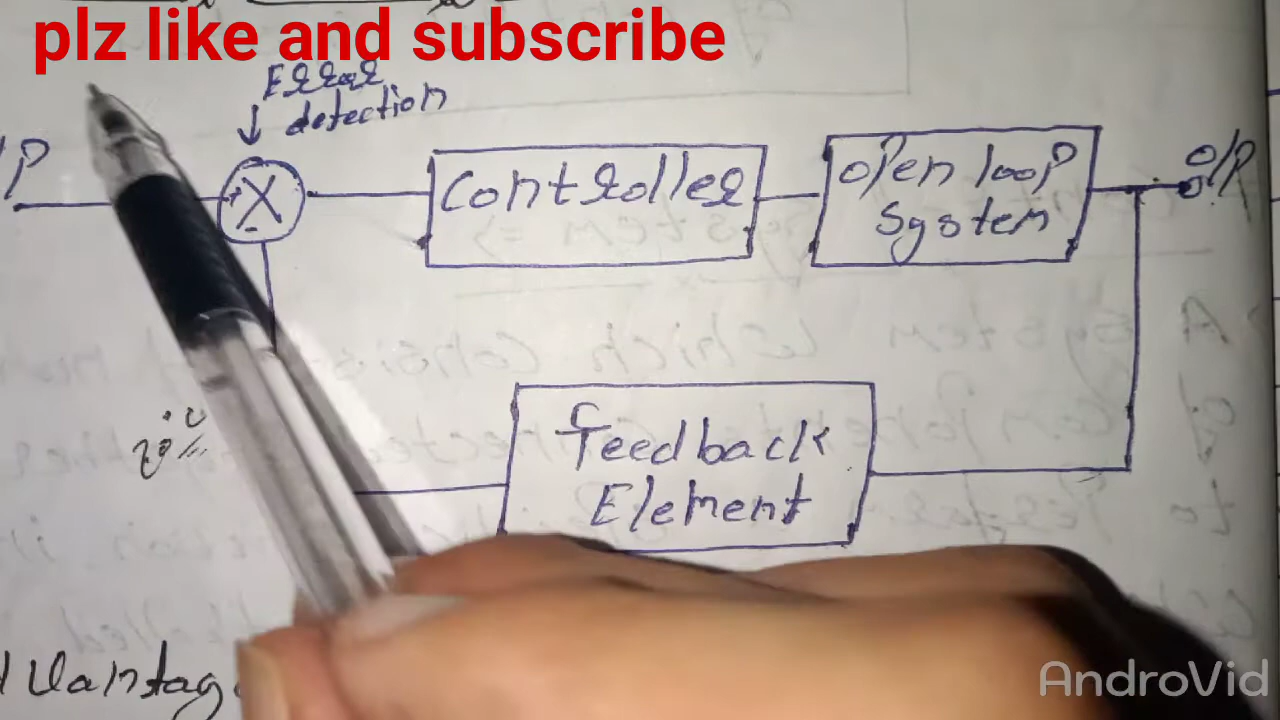 plz like and subscribe
Error
detection
I/P
Controller
open loop
System
o/P
feedback
Element
AndroVid